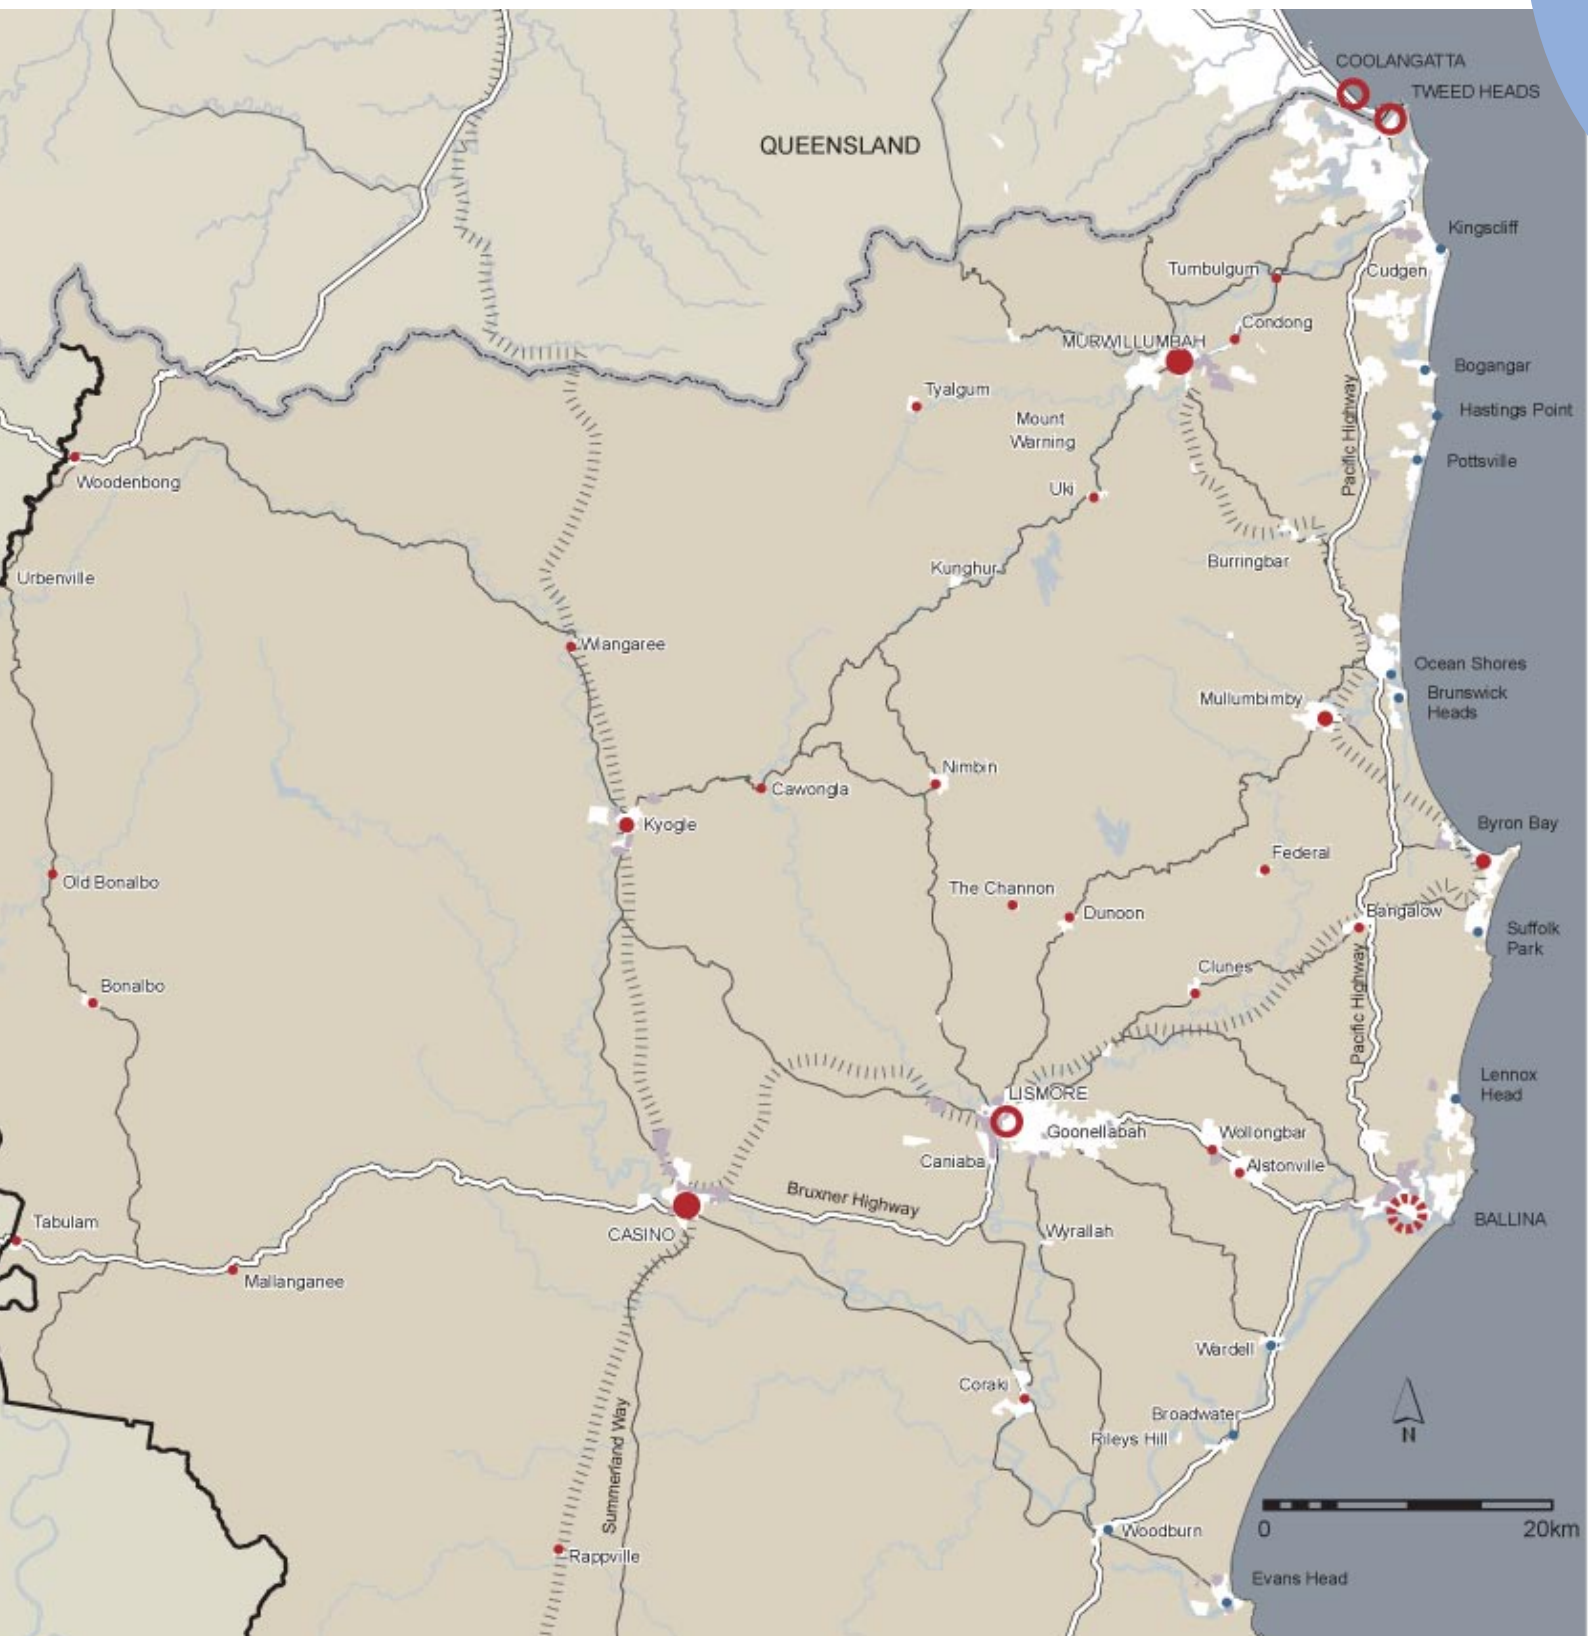 COOLANGATTA
TWEED HEADS
QUEENSLAND
Kingscliff
Tumbulgum
Cudgen
Condong
MURWILLUMBAH
Bogangar
Tyalgum
Hastings Point
Mount
Warning
Pacific Highway
Pottsville
Woodenbong
Uki
Burringbar
Kunghur
Urbenville
Wiangaree
Ocean Shores
Mullumbimby
Brunswick
Heads
Nimbin
Cawongla
Kyogle
Byron Bay
Federal
Old Bonalbo
The Channon
Dunoon
Bangalow
Suffolk
Park
Clunes
Bonalbo
Pacific Highway
Lennox
Head
LISMORE
Goonellabah
Wollongbar
Caniaba
Alstonville
Bruxner Highway
Tabulam
BALLINA
CASINO
Wyrallah
Mallanganee
Wardell
Coraki
Broadwater
Rileys Hill
N
Summerland Way
0
20km
Woodburn
Rappville
Evans Head